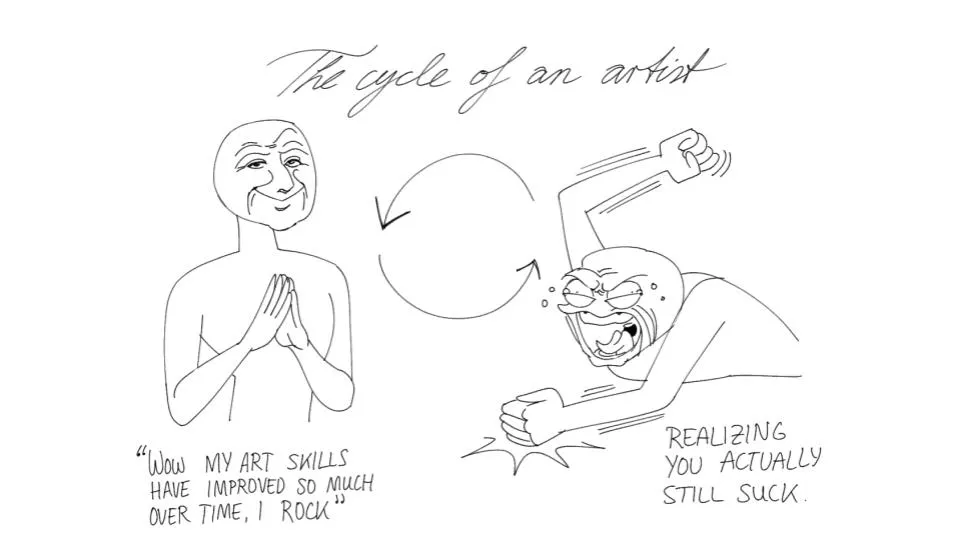 The cycle of an artist
"WOW MY ART SKILLS
HAVE IMPROVED SO MUCH
OVER TIME, I ROCK"
REALIZING
YOU ACTUALLY
STILL SUCK.